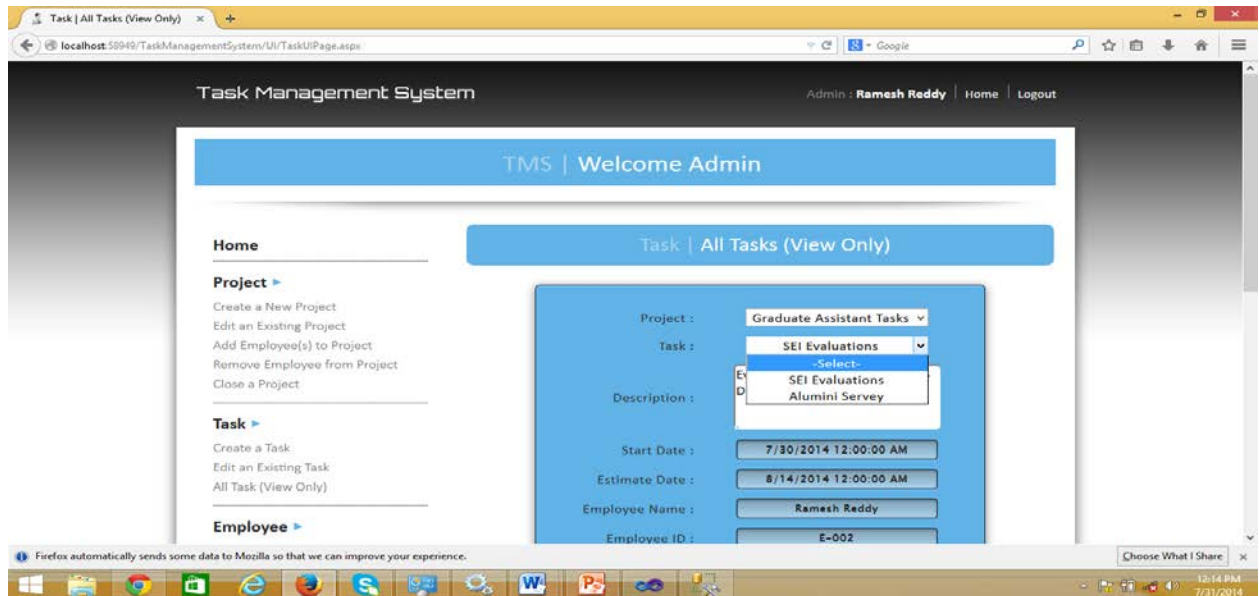 Task | All Tasks (View Only)
localhost:58949/TaskManagementSystem/UI/TaskUIPage.aspx
Google
Task Management System
Admin : Ramesh Reddy | Home | Logout
TMS | Welcome Admin
Home
Project
Create a New Project
Edit an Existing Project
Add Employee(s) to Project
Remove Employee from Project
Close a Project
Task
Create a Task
Edit an Existing Task
All Task (View Only)
Employee
Task | All Tasks (View Only)
Project : Graduate Assistant Tasks
Task : SEI Evaluations
-Select-
SEI Evaluations
Alumini Servey
Description :
Start Date : 7/30/2014 12:00:00 AM
Estimate Date : 8/14/2014 12:00:00 AM
Employee Name : Ramesh Reddy
Employee ID : E-002
Firefox automatically sends some data to Mozilla so that we can improve your experience.
Choose What I Share
12:14 PM
7/31/2014